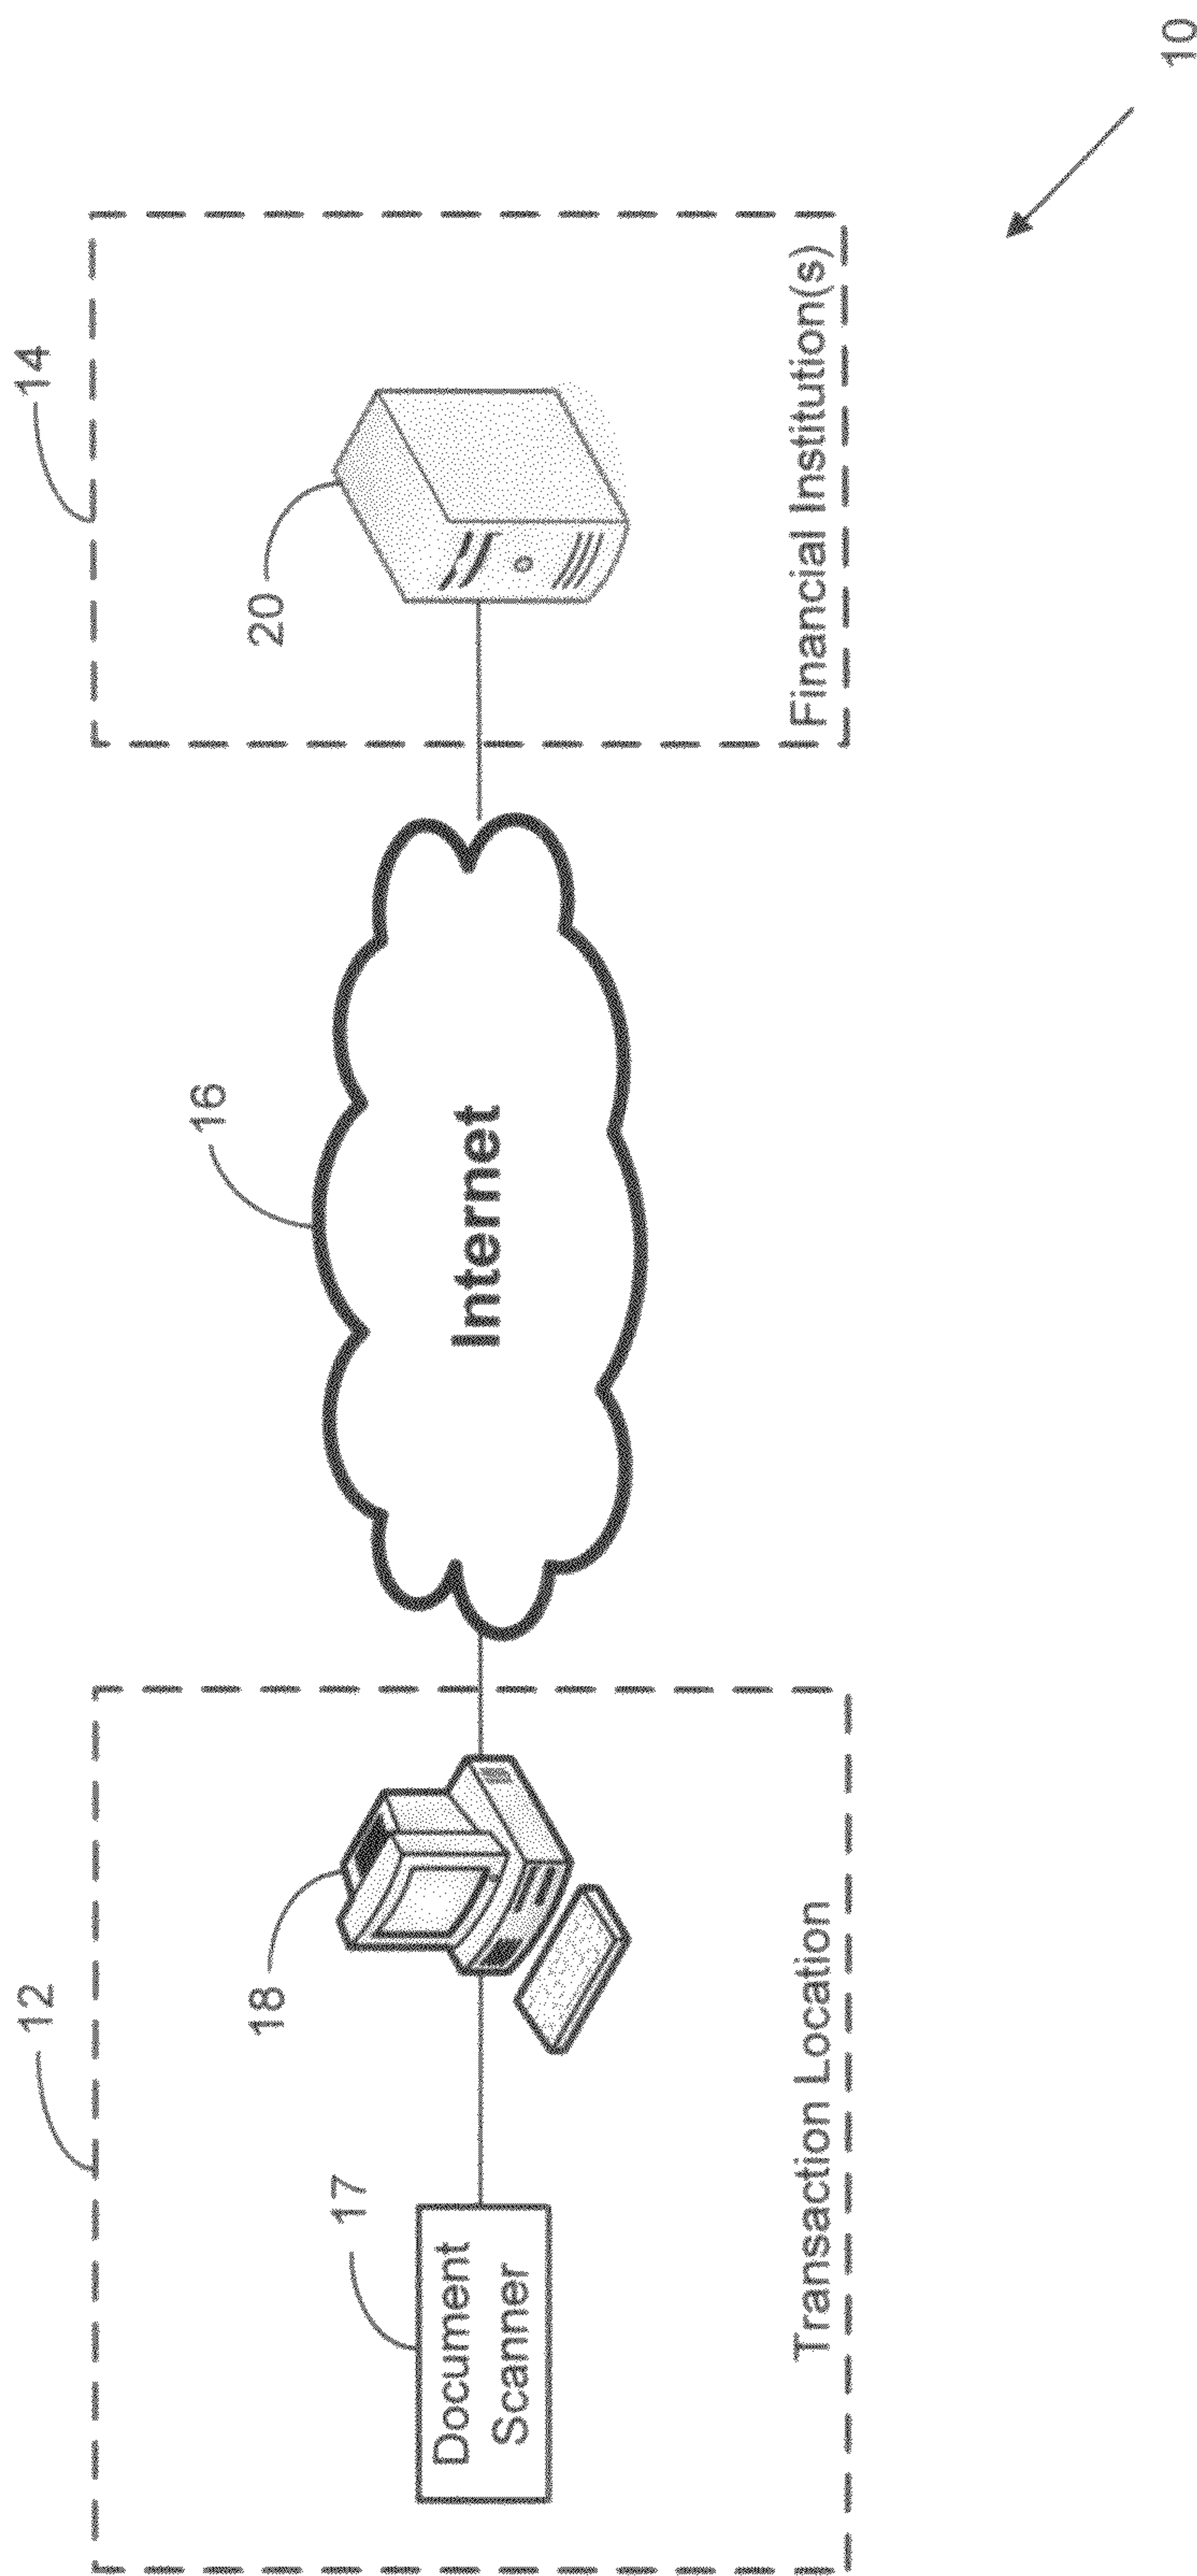 12
14
16
17
18
20
Document
Scanner
Internet
Transaction Location
Financial Institution(s)
10